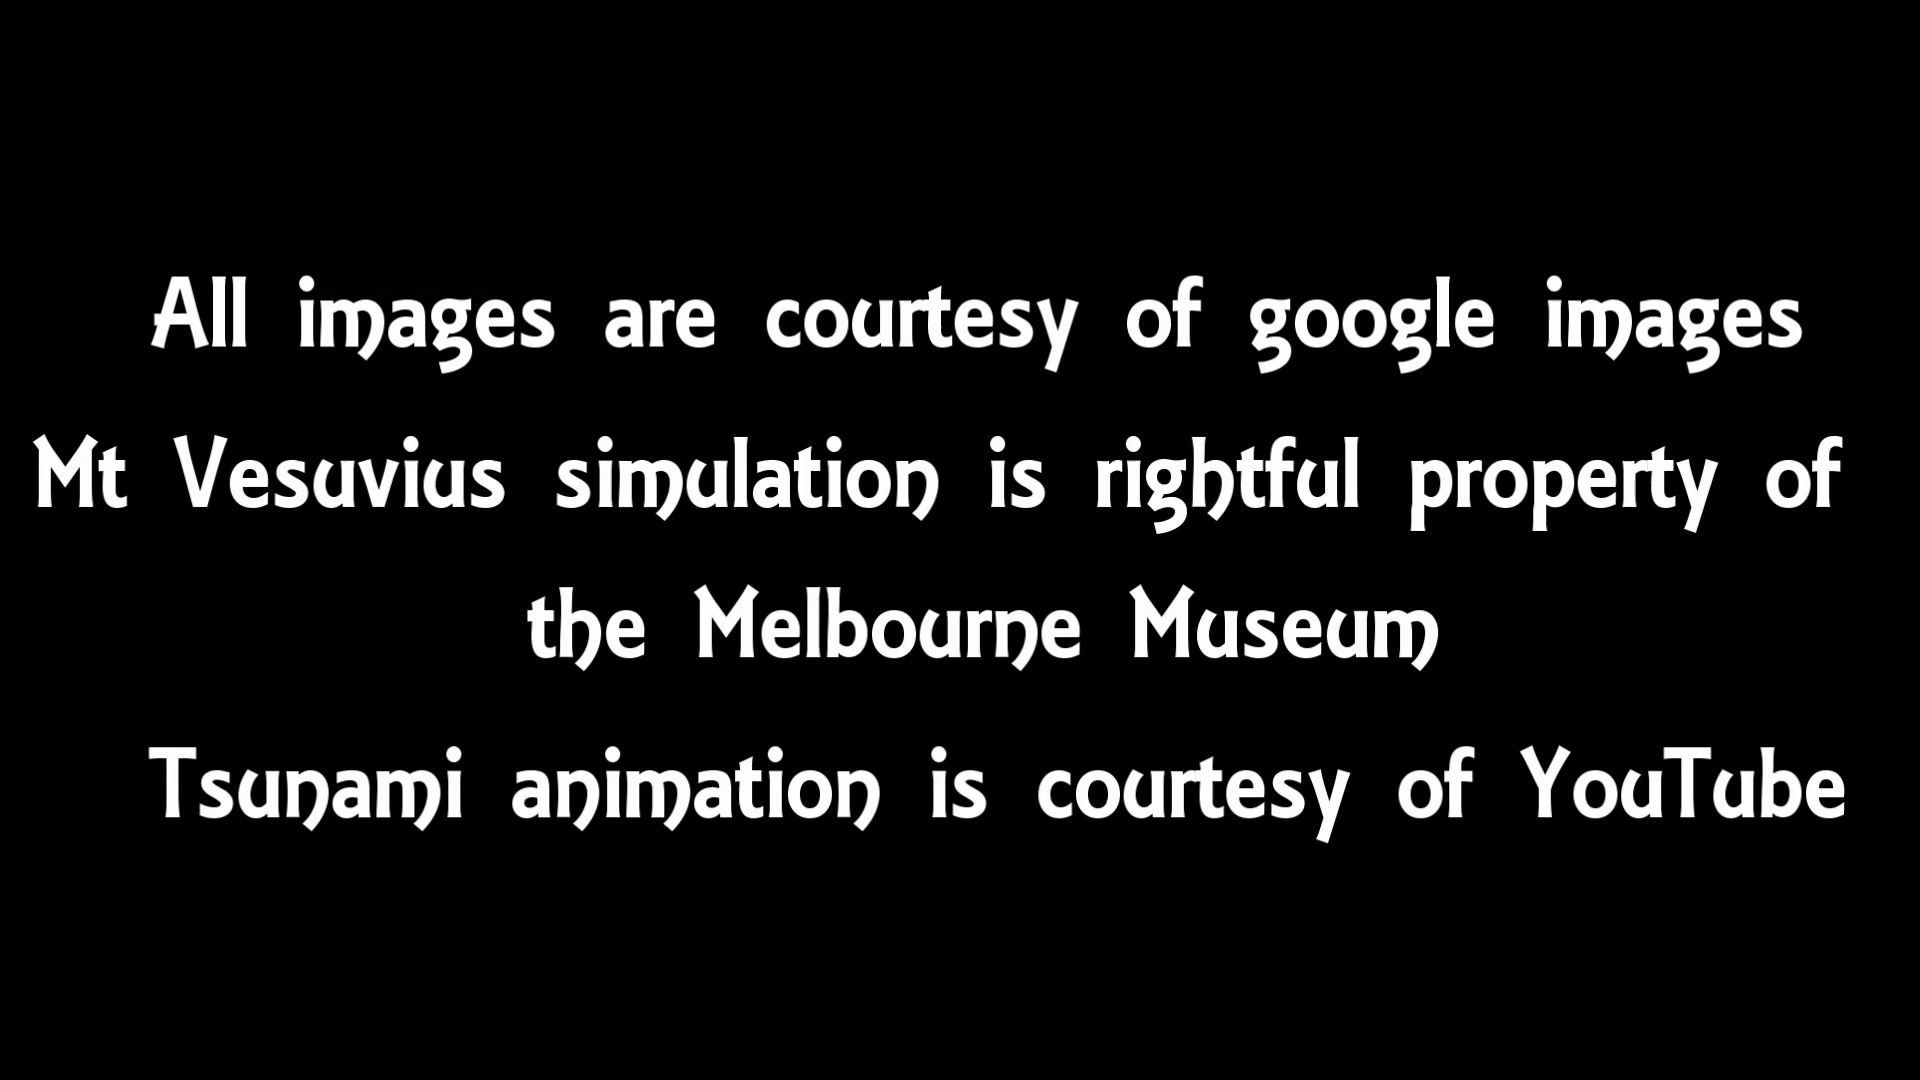 All images are courtesy of google images
Mt Vesuvius simulation is rightful property of
the Melbourne Museum
Tsunami animation is courtesy of YouTube